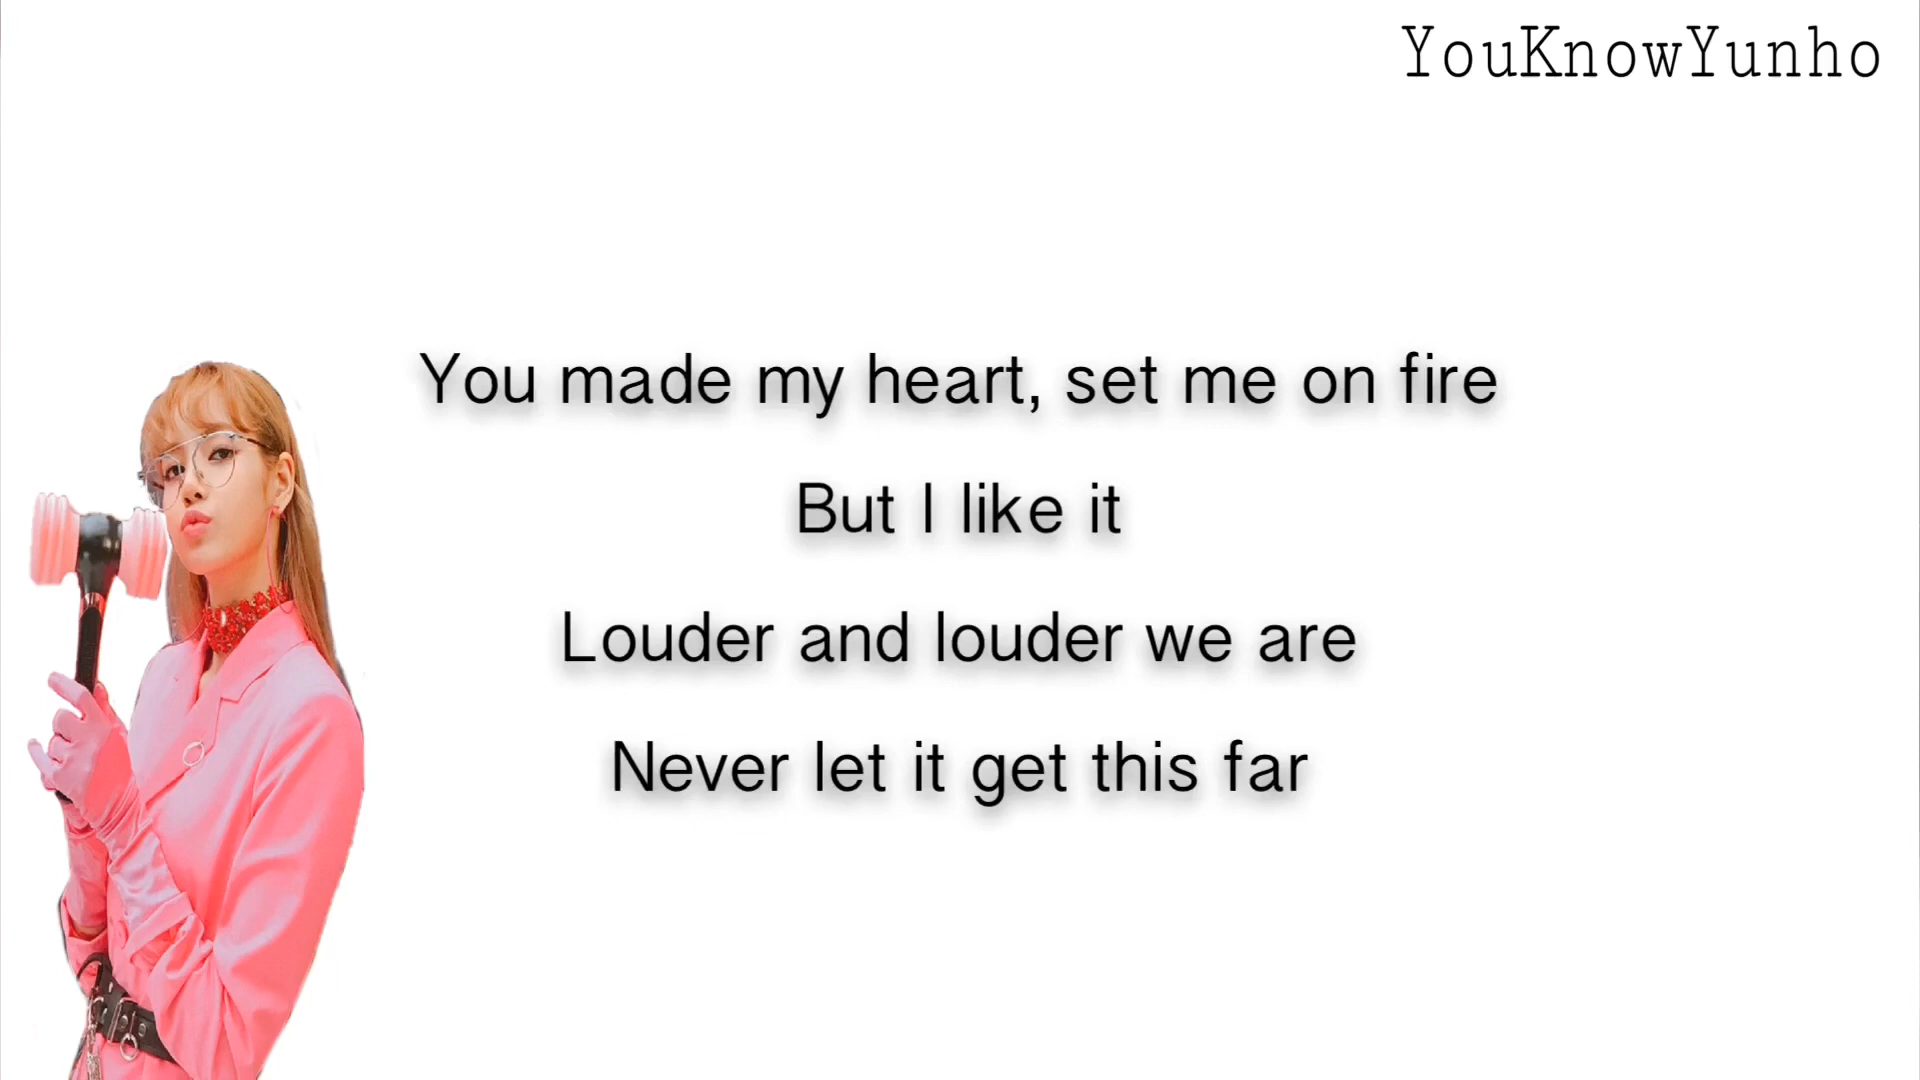 YouKnowYunho
You made my heart, set me on fire
But I like it
Louder and louder we are
Never let it get this far